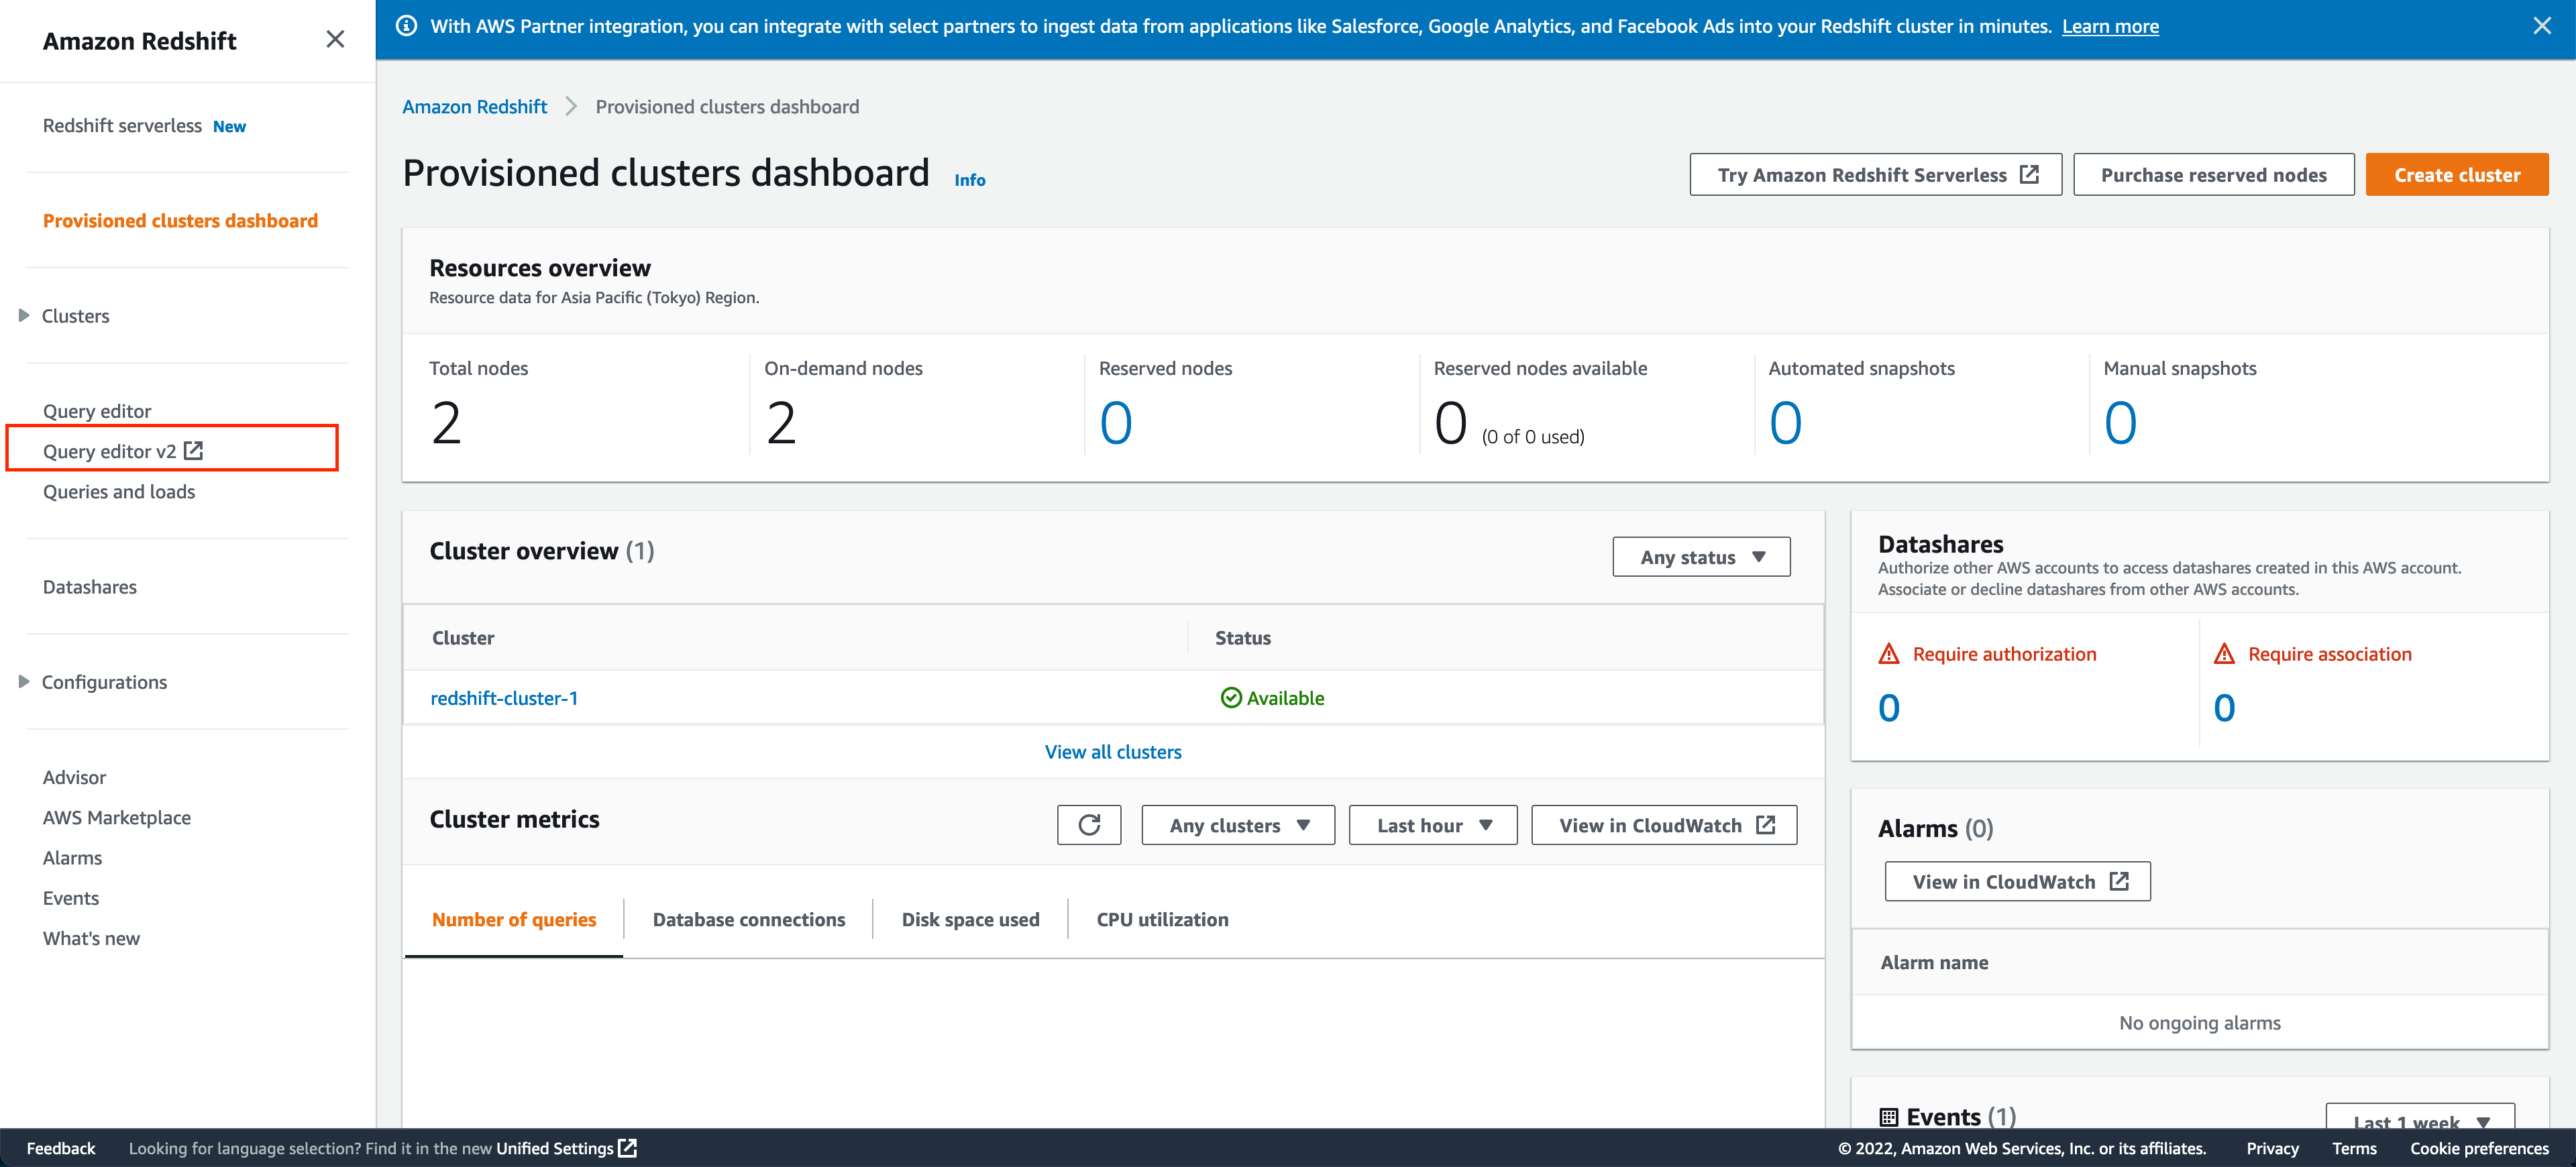 Amazon Redshift
With AWS Partner integration, you can integrate with select partners to ingest data from applications like Salesforce, Google Analytics, and Facebook Ads into your Redshift cluster in minutes. Learn more
Redshift serverless New
Provisioned clusters dashboard
Clusters
Query editor
Query editor v2
Queries and loads
Datashares
Configurations
Advisor
AWS Marketplace
Alarms
Events
What's new
Amazon Redshift
Provisioned clusters dashboard
Provisioned clusters dashboard Info
Try Amazon Redshift Serverless
Purchase reserved nodes
Create cluster
Resources overview
Resource data for Asia Pacific (Tokyo) Region.
Total nodes
2
On-demand nodes
2
Reserved nodes
0
Reserved nodes available
0 (0 of 0 used)
Automated snapshots
0
Manual snapshots
0
Cluster overview (1)
Any status
Cluster Status
redshift-cluster-1 Available
View all clusters
Cluster metrics
Any clusters
Last hour
View in CloudWatch
Number of queries
Database connections
Disk space used
CPU utilization
Datashares
Authorize other AWS accounts to access datashares created in this AWS account.
Associate or decline datashares from other AWS accounts.
Require authorization
0
Require association
0
Alarms (0)
View in CloudWatch
Alarm name
No ongoing alarms
Events (1)
Last 1 week
Feedback
Looking for language selection? Find it in the new Unified Settings
© 2022, Amazon Web Services, Inc. or its affiliates.
Privacy
Terms
Cookie preferences